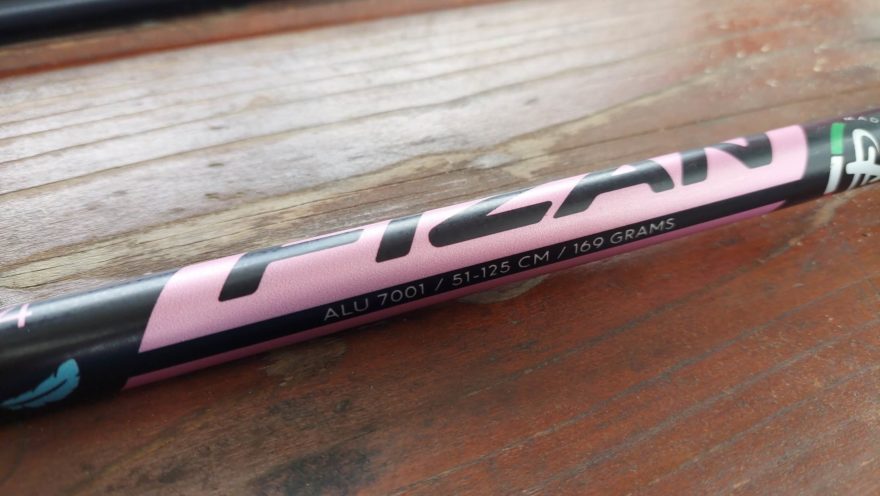 FIZAN
ALU 7001 / 51-125 CM / 169 GRAMS